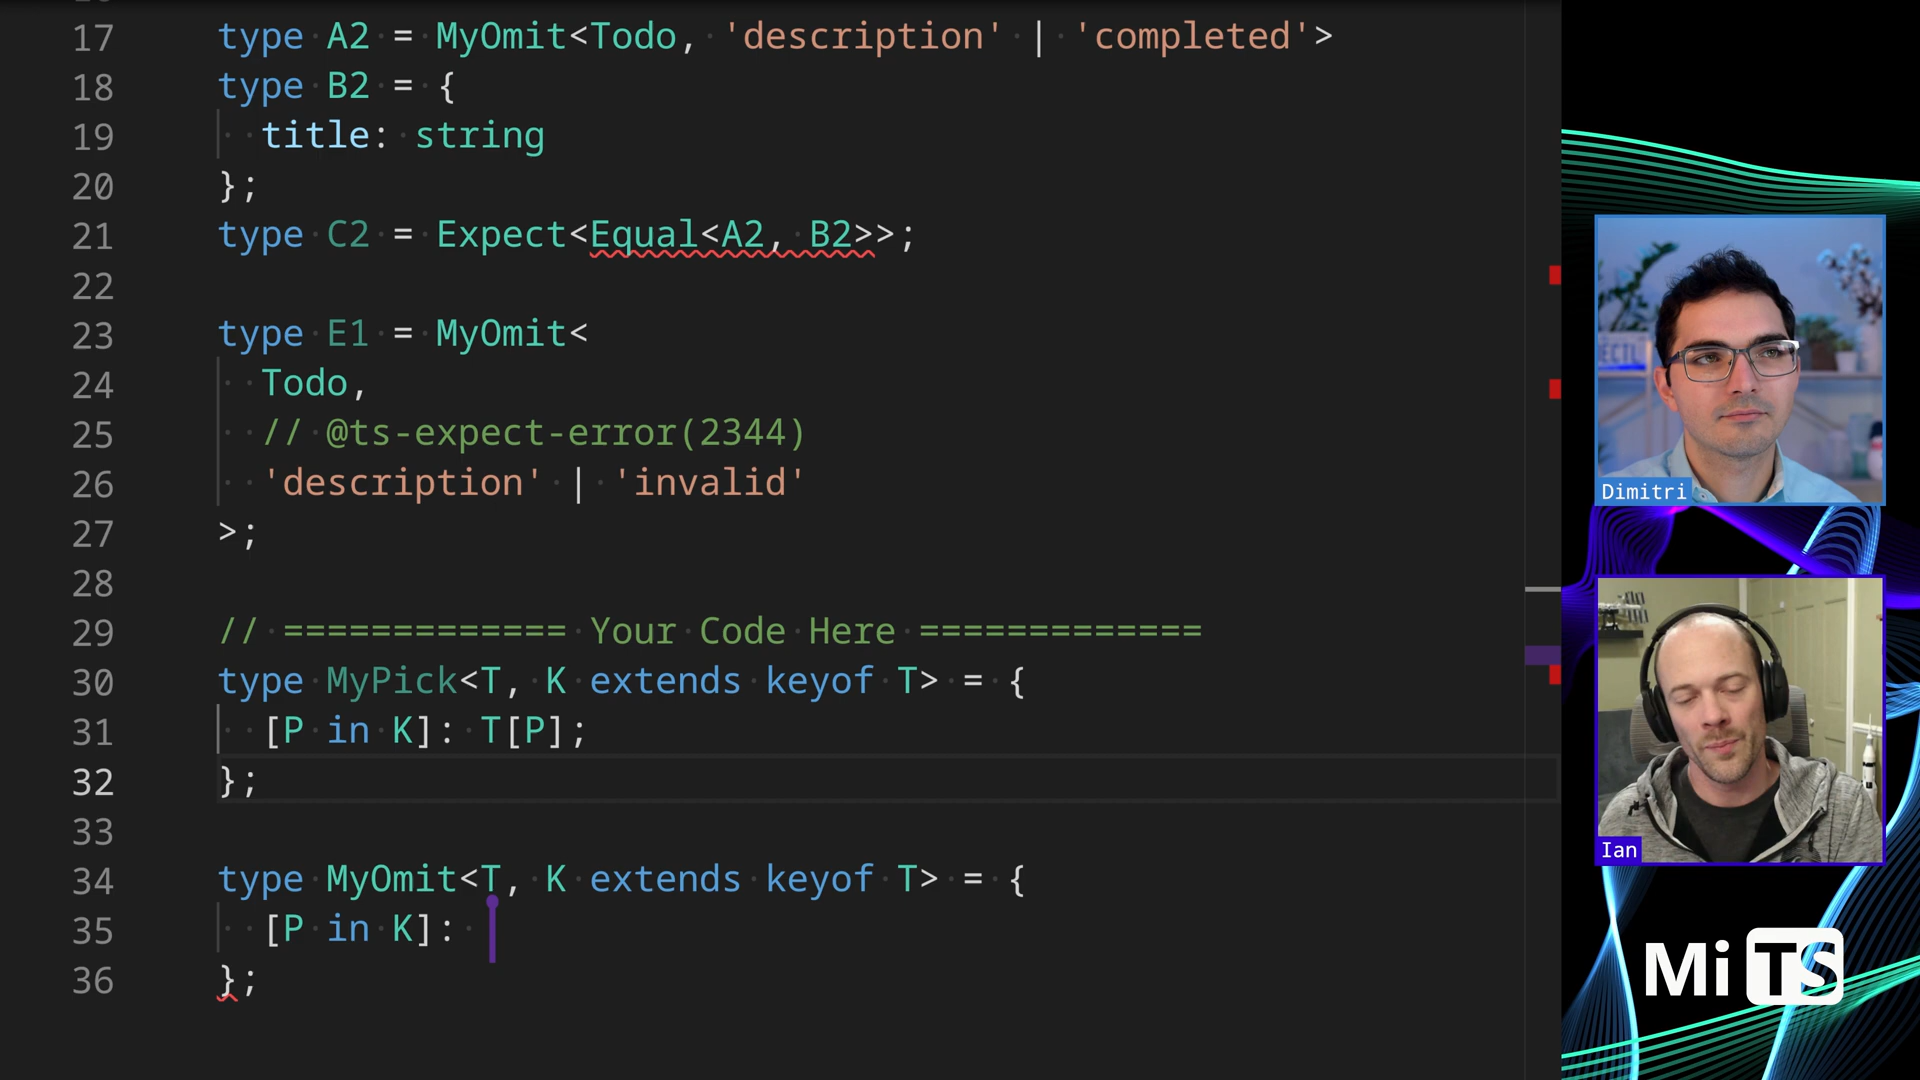 17 type A2 = MyOmit<Todo, 'description' | 'completed'>
18 type B2 = {
19   title: string
20 };
21 type C2 = Expect<Equal<A2, B2>>;
22
23 type E1 = MyOmit<
24   Todo,
25   // @ts-expect-error(2344)
26   'description' | 'invalid'
27 >;
28
29 // ============= Your Code Here =============
30 type MyPick<T, K extends keyof T> = {
31   [P in K]: T[P];
32 };
33
34 type MyOmit<T, K extends keyof T> = {
35   [P in K]:
36 };
Dimitri
Ian
Mi TS